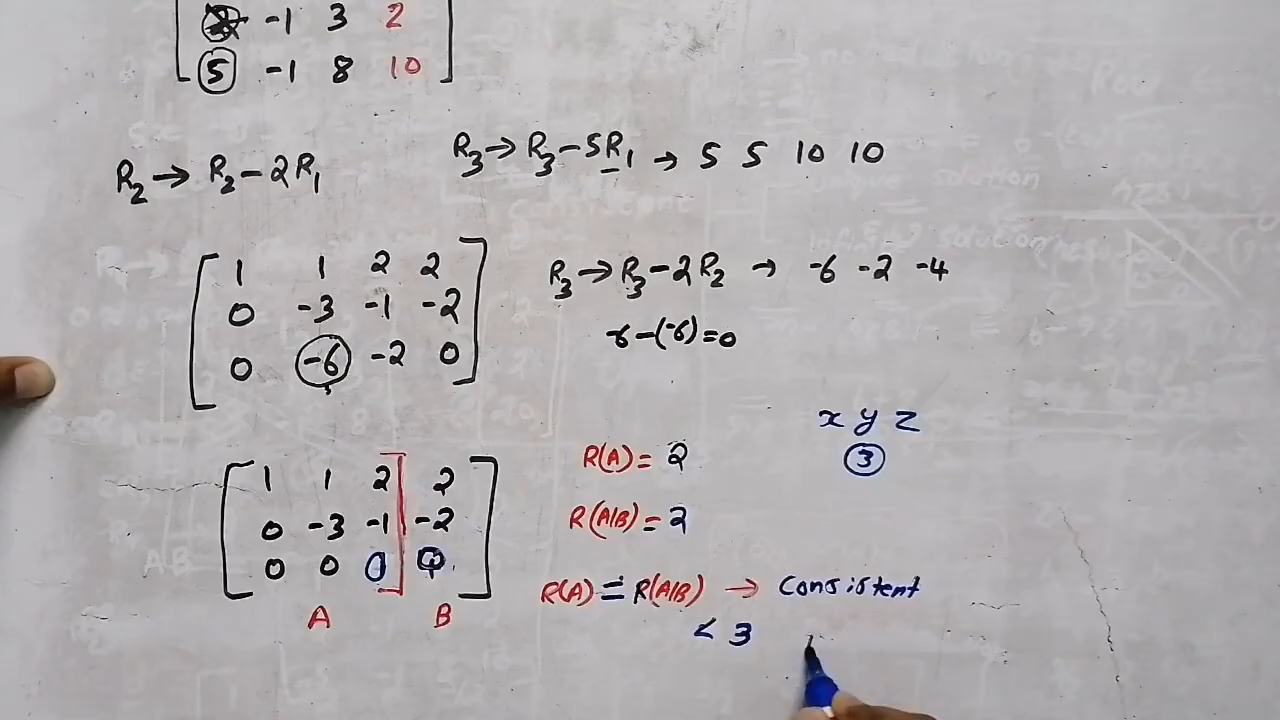 -1 3 2
5 -1 8 10
R2 → R2 - 2R1
R3 → R3 - 5R1 → 5 5 10 10
1 1 2 2
0 -3 -1 -2
0 -6 -2 0
R3 → R3 - 2R2 → -6 -2 -4
-6 - (-6) = 0
x y z
3
1 1 2 2
0 -3 -1 -2
0 0 0
A B
R(A) = 2
R(A|B) = 2
R(A) = R(A|B) → Consistent
< 3